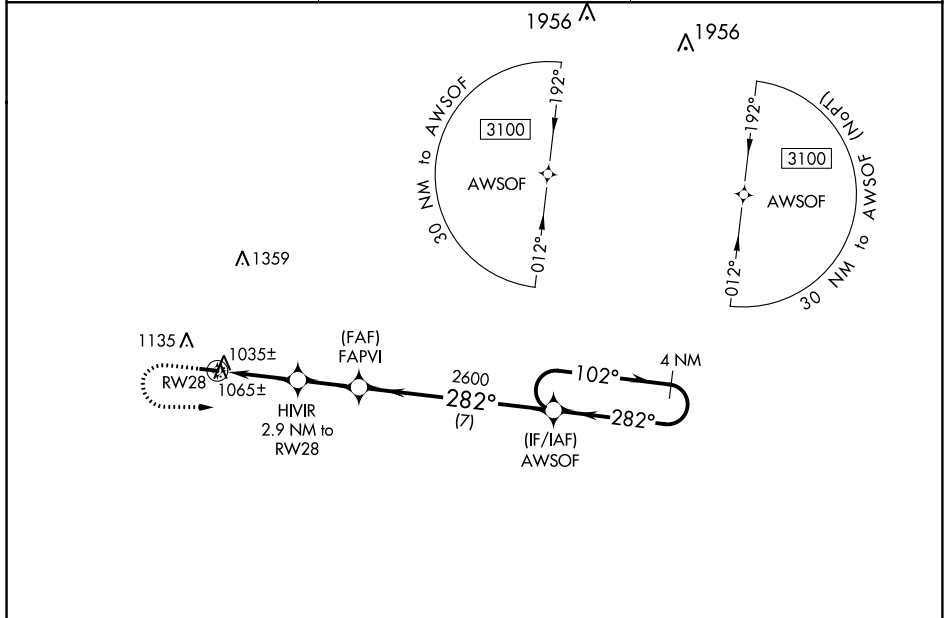 1956
1956
30 NM to AWSOF
192°
3100
AWSOF
012°
30 NM to AWSOF (NoPT)
192°
3100
AWSOF
012°
1359
1135
1035±
RW28
1065±
HIVIR
2.9 NM to
RW28
(FAF)
FAPVI
2600
282°
(7)
102°
4 NM
282°
(IF/IAF)
AWSOF